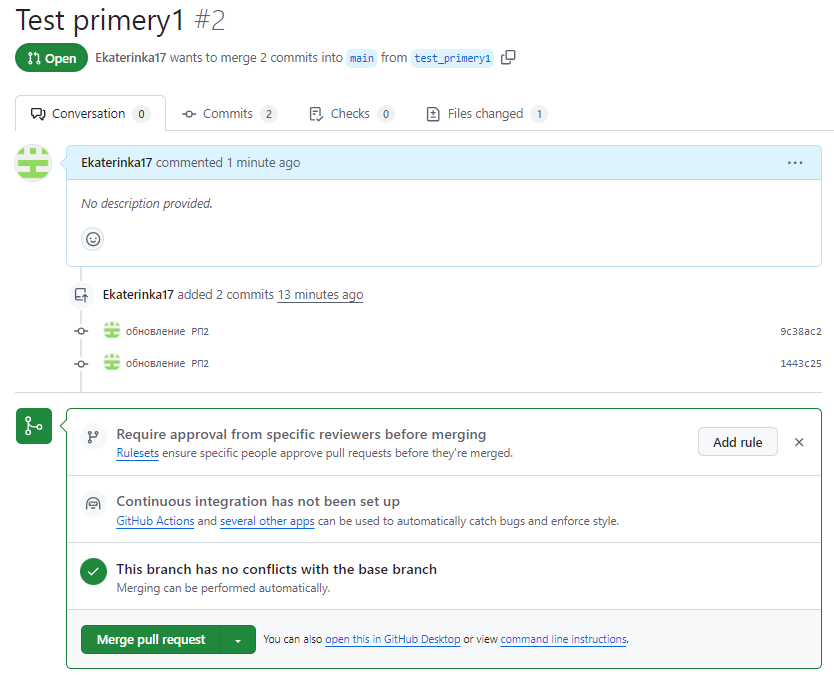 Test primery1 #2
Open Ekaterinka17 wants to merge 2 commits into main from test_primery1
Conversation 0 Commits 2 Checks 0 Files changed 1
Ekaterinka17 commented 1 minute ago ...
No description provided.
Ekaterinka17 added 2 commits 13 minutes ago
обновление РП2 9c38ac2
обновление РП2 1443c25
Require approval from specific reviewers before merging
Rulesets ensure specific people approve pull requests before they're merged.
Add rule
Continuous integration has not been set up
GitHub Actions and several other apps can be used to automatically catch bugs and enforce style.
This branch has no conflicts with the base branch
Merging can be performed automatically.
Merge pull request You can also open this in GitHub Desktop or view command line instructions.